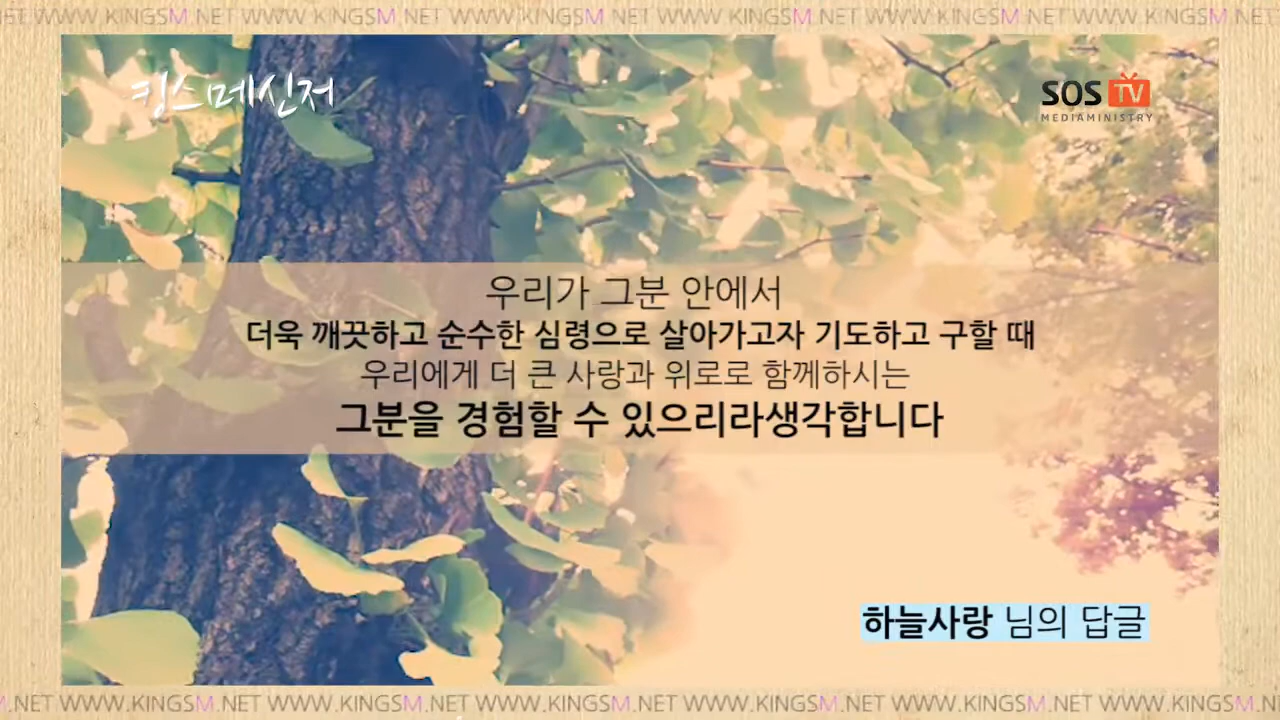 WWW.KINGSM.NET WWW.KINGSM.NET WWW.KINGSM.NET WWW.KINGSM.NET WWW.KINGSM.NET WWW.KINGSM.NET
킹스메신저
SOS TV
MEDIAMINISTRY
우리가 그분 안에서
더욱 깨끗하고 순수한 심령으로 살아가고자 기도하고 구할 때
우리에게 더 큰 사랑과 위로로 함께하시는
그분을 경험할 수 있으리라생각합니다
하늘사랑 님의 답글
M.NET WWW.KINGSM.NET WWW.KINGSM.NET WWW.KINGSM.NET WWW.KINGSM.NET WWW.KINGSM.NET WWW.KINGSM.N